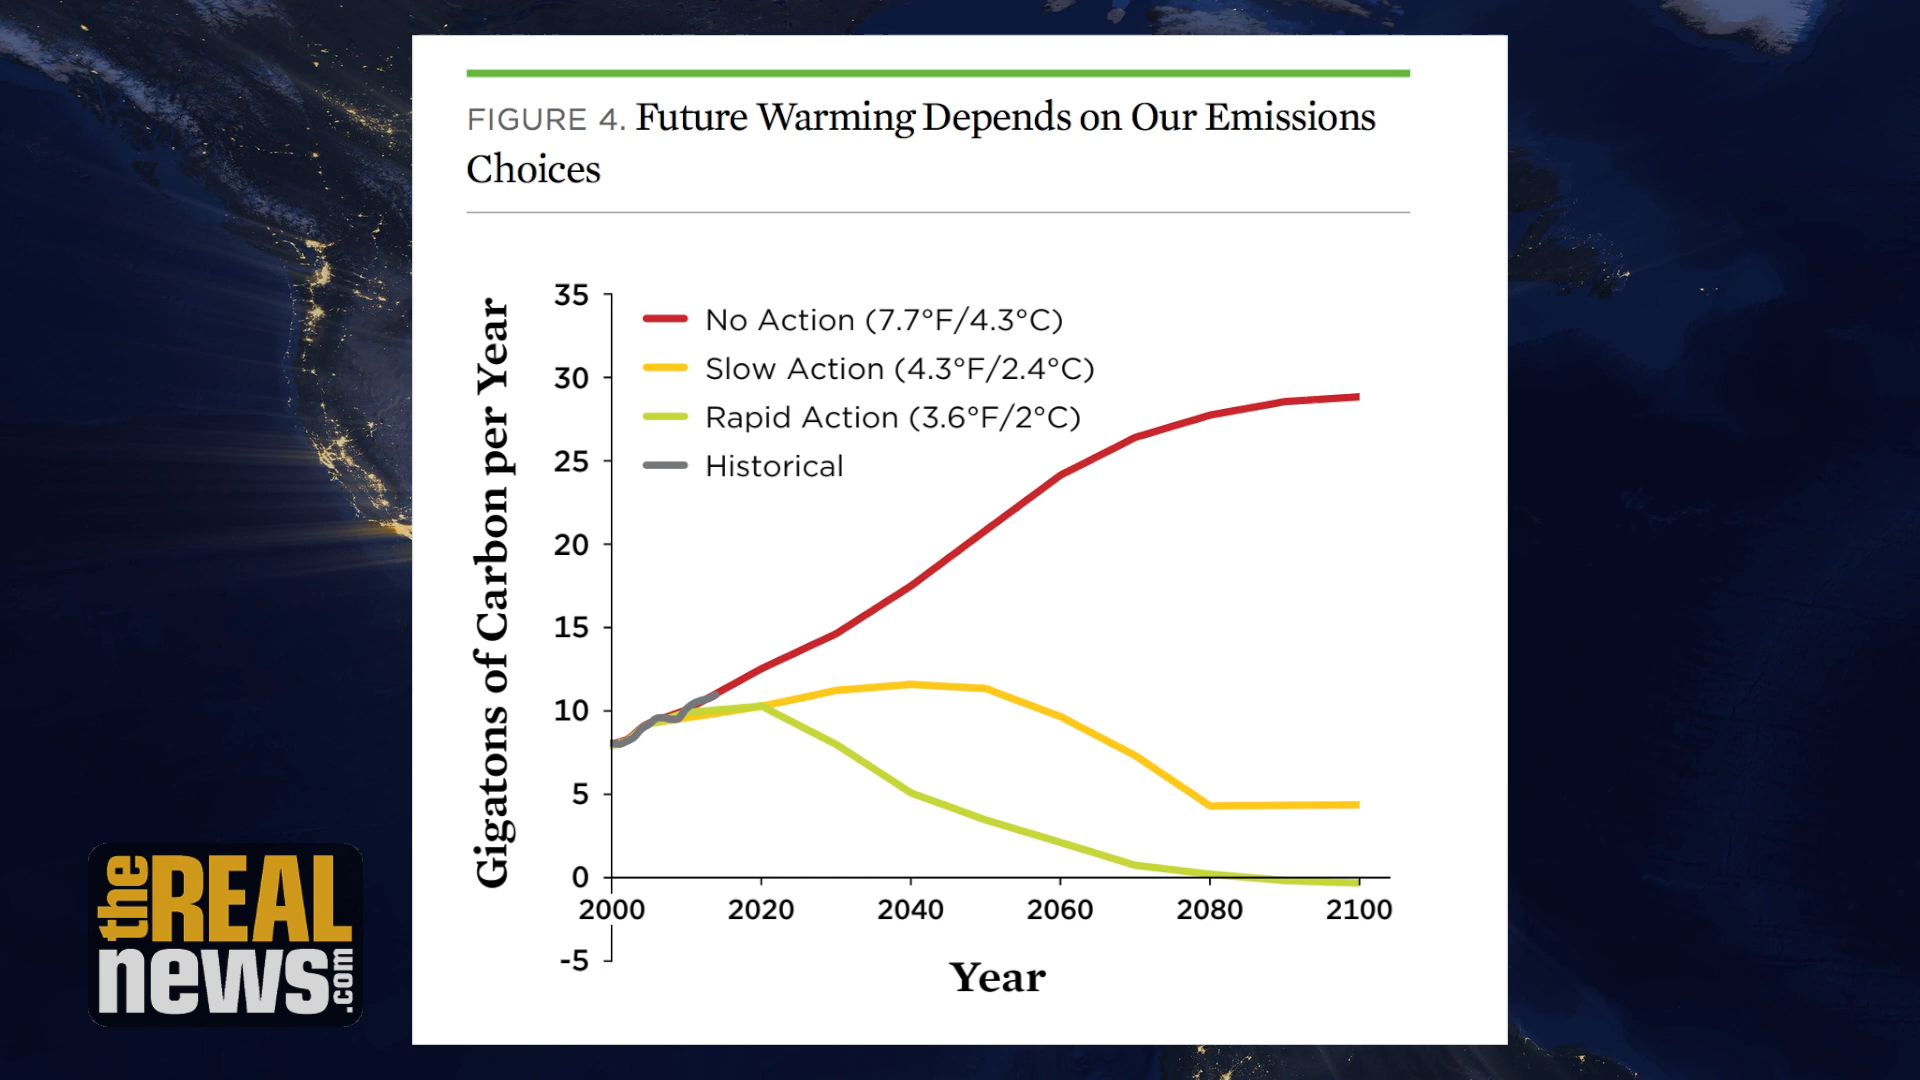 FIGURE 4. Future Warming Depends on Our Emissions
Choices
Gigatons of Carbon per Year
35
30
25
20
15
10
5
0
-5
No Action (7.7°F/4.3°C)
Slow Action (4.3°F/2.4°C)
Rapid Action (3.6°F/2°C)
Historical
2000 2020 2040 2060 2080 2100
Year
the REAL
news.com